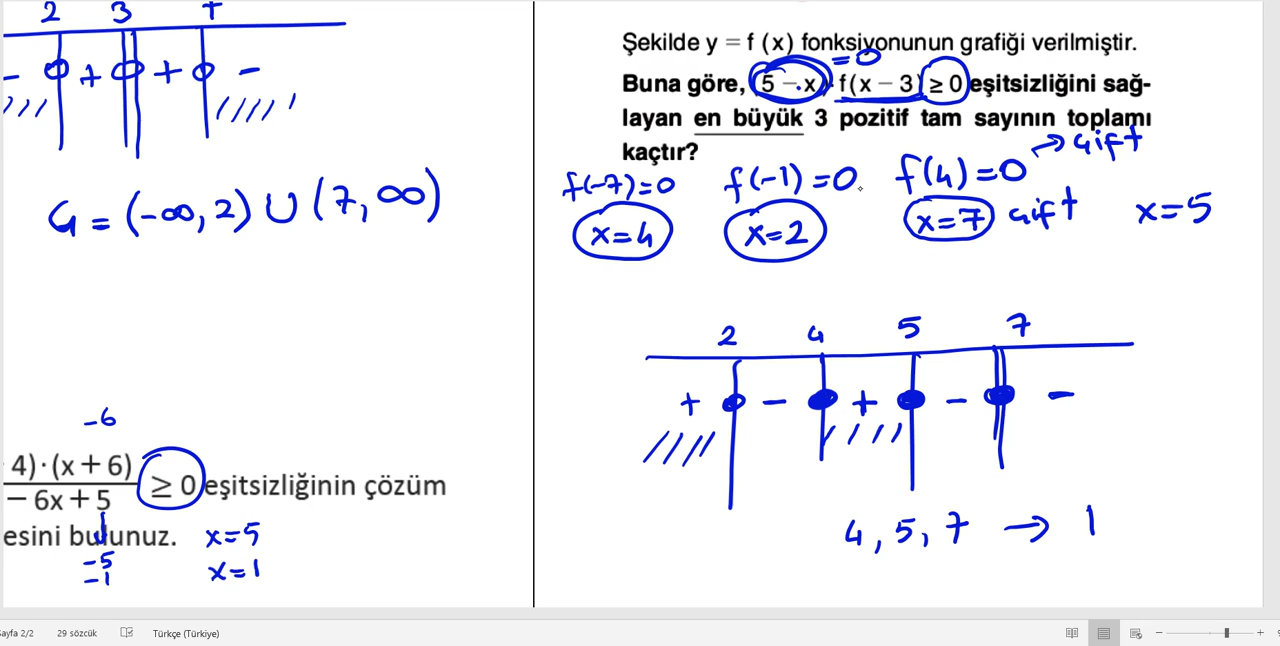 2 3 7
- + + -
Ç = (-∞, 2) ∪ (7, ∞)
-6
4)·(x + 6)
- 6x + 5
≥ 0 eşitsizliğinin çözüm
esini bulunuz.
x=5
-5
-1
x=1
Şekilde y = f (x) fonksiyonunun grafiği verilmiştir.
= 0
Buna göre, (5 - x) · f(x - 3) ≥ 0 eşitsizliğini sağ-
layan en büyük 3 pozitif tam sayının toplamı
kaçtır?
→ Çift
f(-7)=0 f(-1)=0 f(4)=0
x=4 x=2 x=7 Çift x=5
2 4 5 7
+ - + - -
4, 5, 7 → 1
Sayfa 2/2 29 sözcük Türkçe (Türkiye)